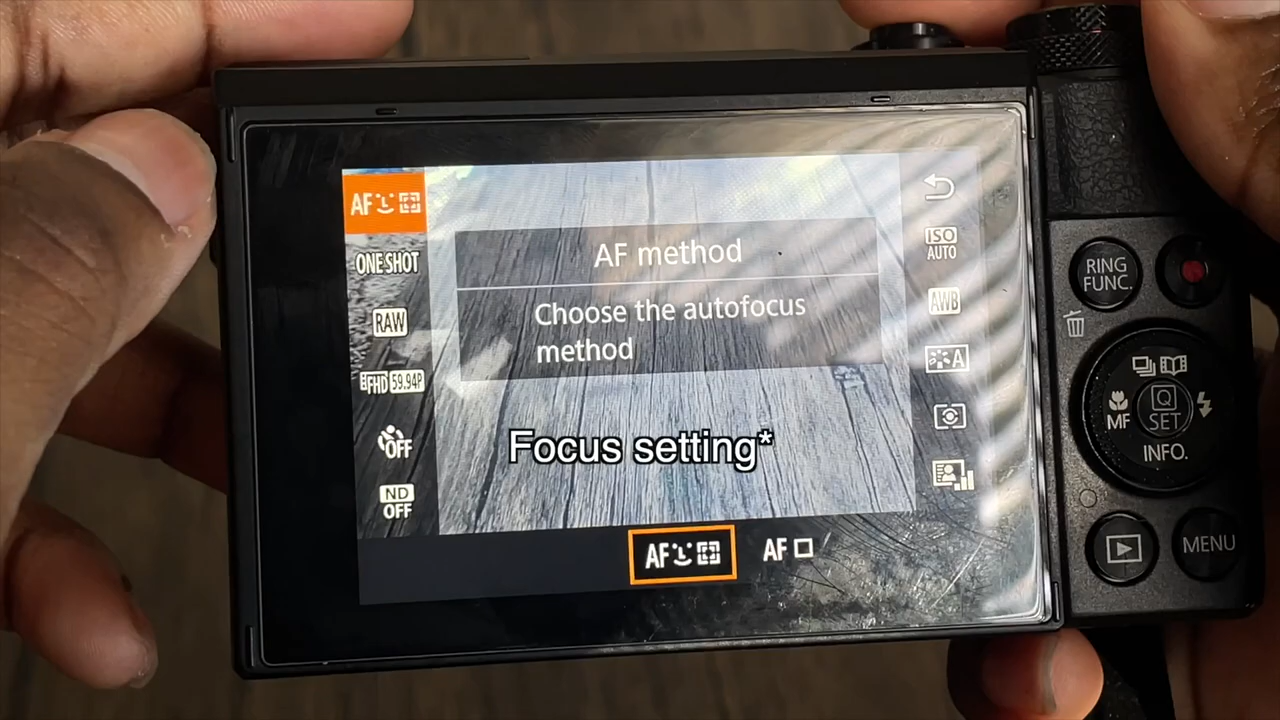 AF
ONE SHOT
RAW
FHD 59.94P
OFF
ND
OFF
AF method
Choose the autofocus
method
Focus setting*
AF
AF
ISO
AUTO
AWB
A
RING
FUNC.
MF
Q
SET
INFO.
MENU